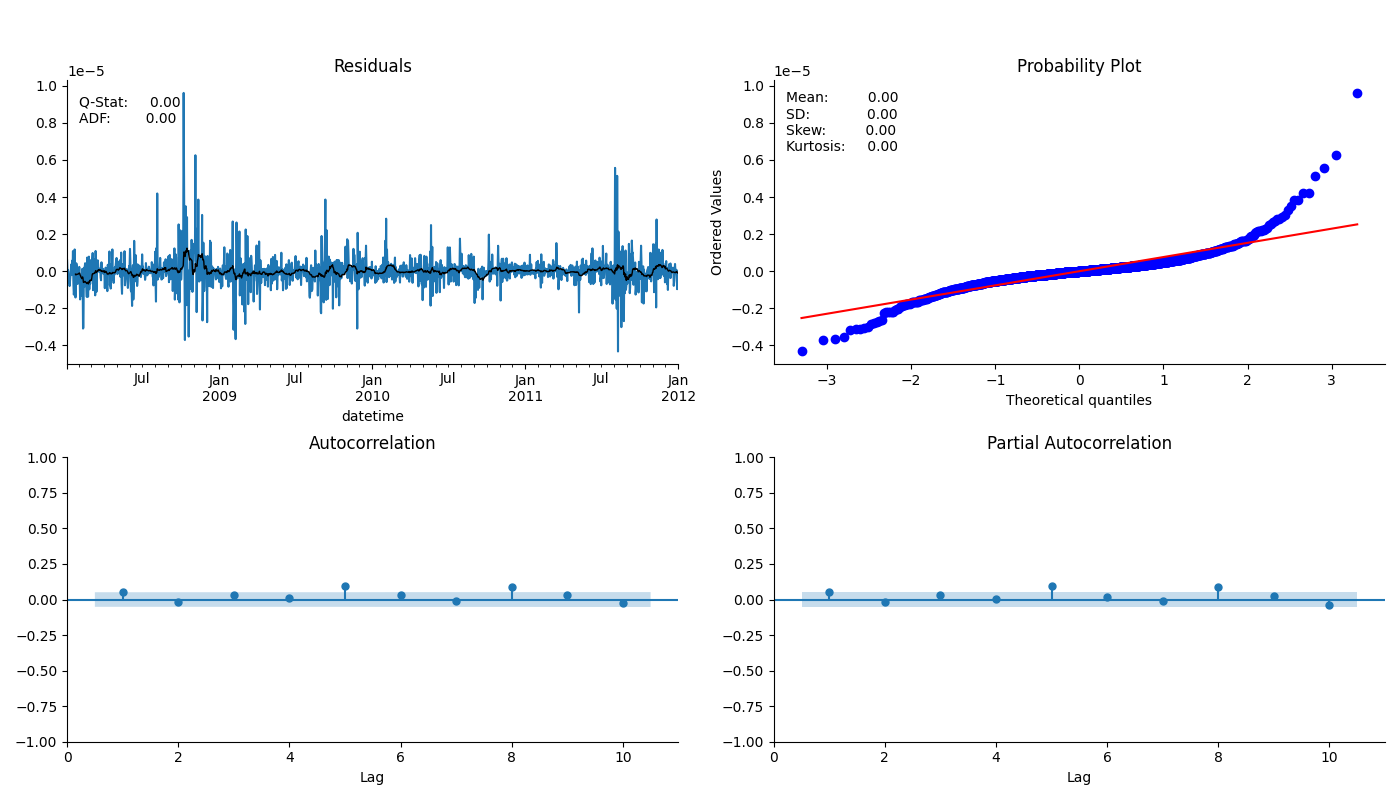 Residuals
1e−5
Q-Stat: 0.00
ADF: 0.00
1.0
0.8
0.6
0.4
0.2
0.0
−0.2
−0.4
Jul
Jan
2009
Jul
Jan
2010
Jul
Jan
2011
Jul
Jan
2012
datetime
Probability Plot
1e−5
Mean: 0.00
SD: 0.00
Skew: 0.00
Kurtosis: 0.00
Ordered Values
1.0
0.8
0.6
0.4
0.2
0.0
−0.2
−0.4
−3 −2 −1 0 1 2 3
Theoretical quantiles
Autocorrelation
1.00
0.75
0.50
0.25
0.00
−0.25
−0.50
−0.75
−1.00
0 2 4 6 8 10
Lag
Partial Autocorrelation
1.00
0.75
0.50
0.25
0.00
−0.25
−0.50
−0.75
−1.00
0 2 4 6 8 10
Lag